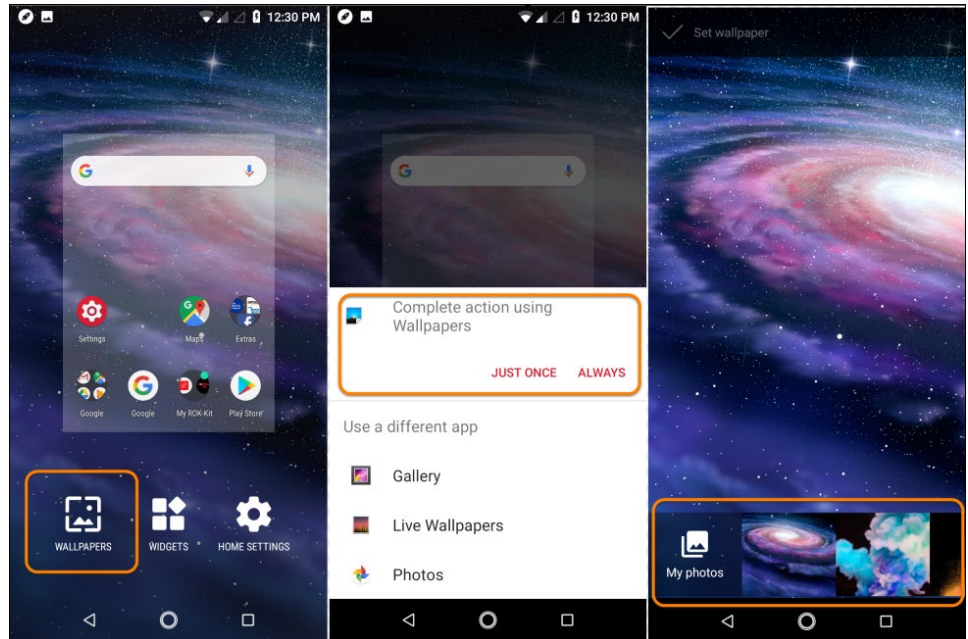 12:30 PM
Settings
Maps
Extras
Google
Google
My ROK-Kit
Play Store
WALLPAPERS
WIDGETS
HOME SETTINGS
12:30 PM
Complete action using
Wallpapers
JUST ONCE
ALWAYS
Use a different app
Gallery
Live Wallpapers
Photos
Set wallpaper
My photos